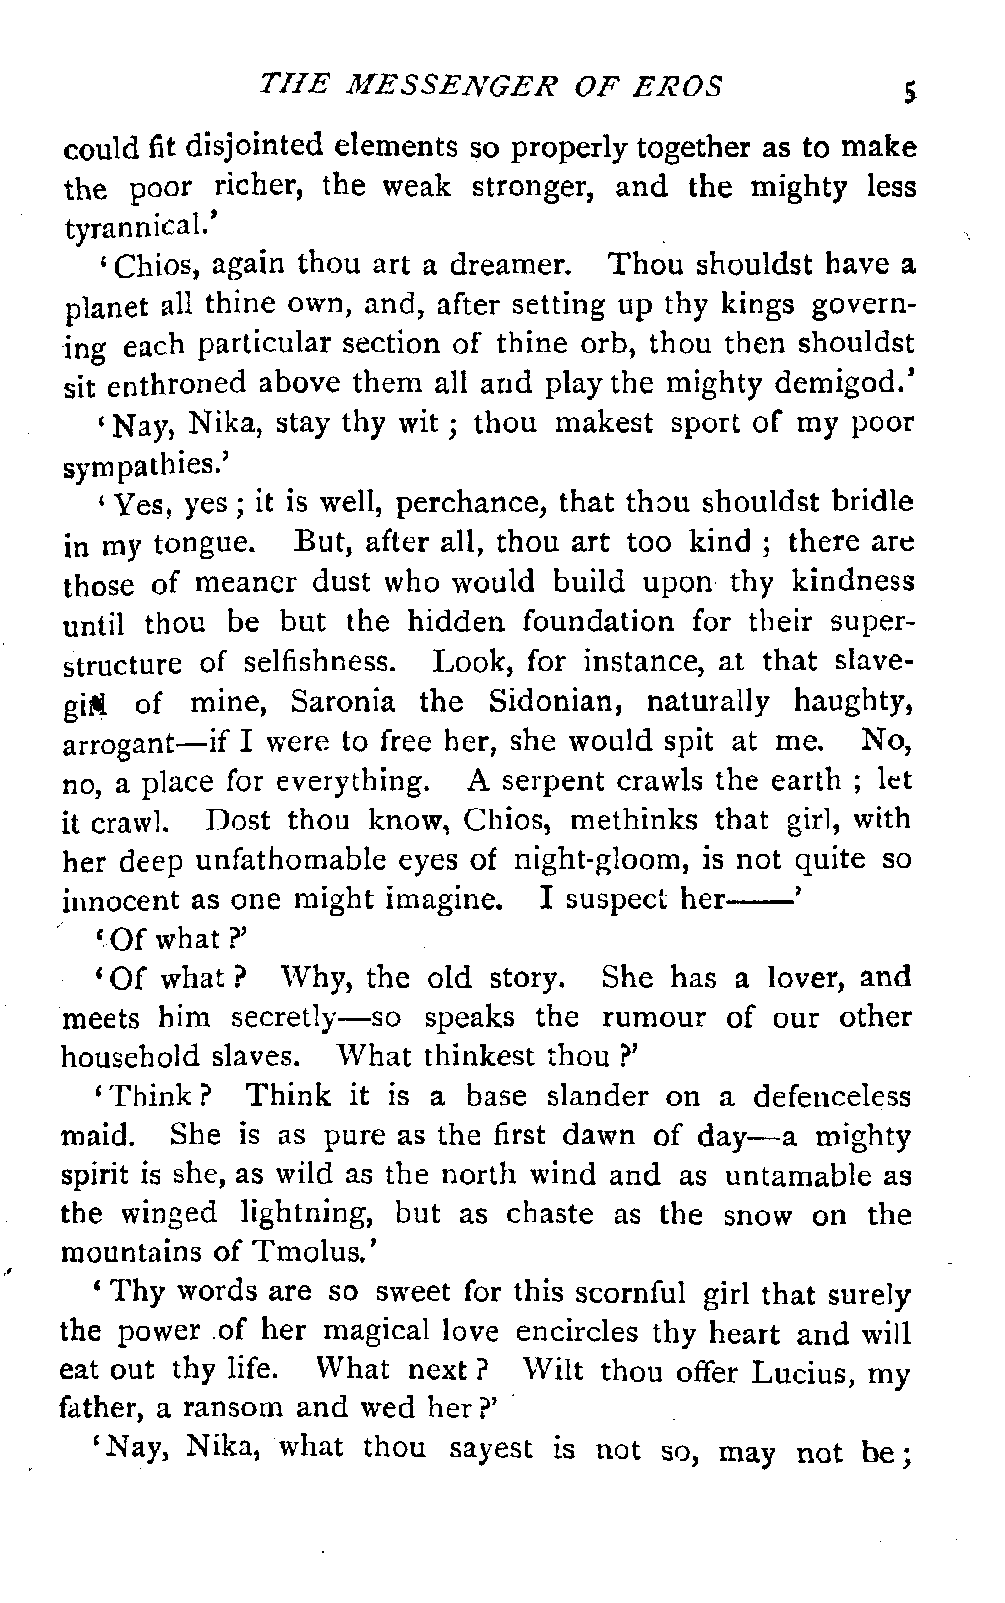 THE MESSENGER OF EROS 5
could fit disjointed elements so properly together as to make
the poor richer, the weak stronger, and the mighty less
tyrannical.’
‘Chios, again thou art a dreamer. Thou shouldst have a
planet all thine own, and, after setting up thy kings govern-
ing each particular section of thine orb, thou then shouldst
sit enthroned above them all and play the mighty demigod.’
‘Nay, Nika, stay thy wit; thou makest sport of my poor
sympathies.’
‘Yes, yes; it is well, perchance, that thou shouldst bridle
in my tongue. But, after all, thou art too kind; there are
those of meaner dust who would build upon thy kindness
until thou be but the hidden foundation for their super-
structure of selfishness. Look, for instance, at that slave-
girl of mine, Saronia the Sidonian, naturally haughty,
arrogant—if I were to free her, she would spit at me. No,
no, a place for everything. A serpent crawls the earth; let
it crawl. Dost thou know, Chios, methinks that girl, with
her deep unfathomable eyes of night-gloom, is not quite so
innocent as one might imagine. I suspect her——’
‘Of what?’
‘Of what? Why, the old story. She has a lover, and
meets him secretly—so speaks the rumour of our other
household slaves. What thinkest thou?’
‘Think? Think it is a base slander on a defenceless
maid. She is as pure as the first dawn of day—a mighty
spirit is she, as wild as the north wind and as untamable as
the winged lightning, but as chaste as the snow on the
mountains of Tmolus.’
‘Thy words are so sweet for this scornful girl that surely
the power of her magical love encircles thy heart and will
eat out thy life. What next? Wilt thou offer Lucius, my
father, a ransom and wed her?’
‘Nay, Nika, what thou sayest is not so, may not be;